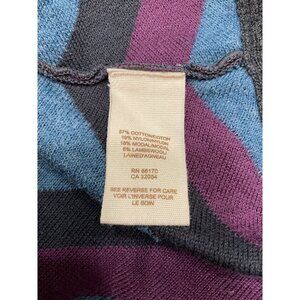 57% COTTON/COTON
19% NYLON/NYLON
18% MODAL/MODAL
6% LAMBSWOOL/
LAINE D'AGNEAU
RN 66170
CA 32054
SEE REVERSE FOR CARE
VOIR L'INVERSE POUR
LE SOIN